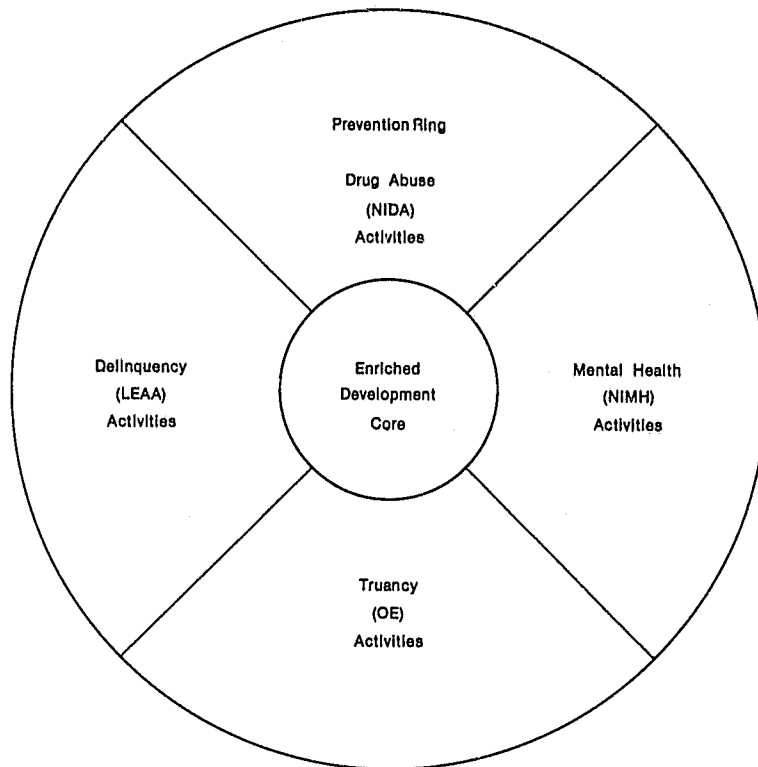 Prevention Ring
Drug Abuse
(NIDA)
Activities
Delinquency
(LEAA)
Activities
Enriched
Development
Core
Mental Health
(NIMH)
Activities
Truancy
(OE)
Activities